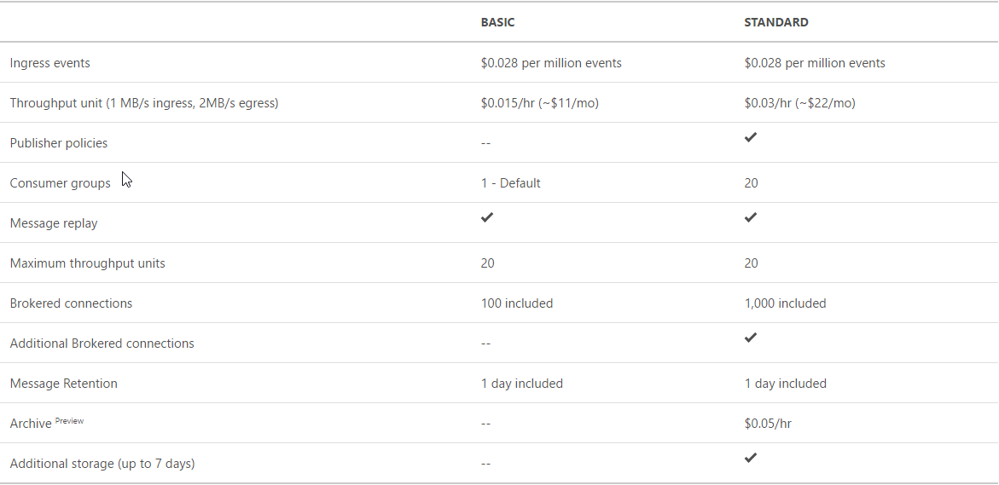 BASIC STANDARD
Ingress events $0.028 per million events $0.028 per million events
Throughput unit (1 MB/s ingress, 2MB/s egress) $0.015/hr (~$11/mo) $0.03/hr (~$22/mo)
Publisher policies -- ✔
Consumer groups 1 - Default 20
Message replay ✔ ✔
Maximum throughput units 20 20
Brokered connections 100 included 1,000 included
Additional Brokered connections -- ✔
Message Retention 1 day included 1 day included
Archive Preview -- $0.05/hr
Additional storage (up to 7 days) -- ✔